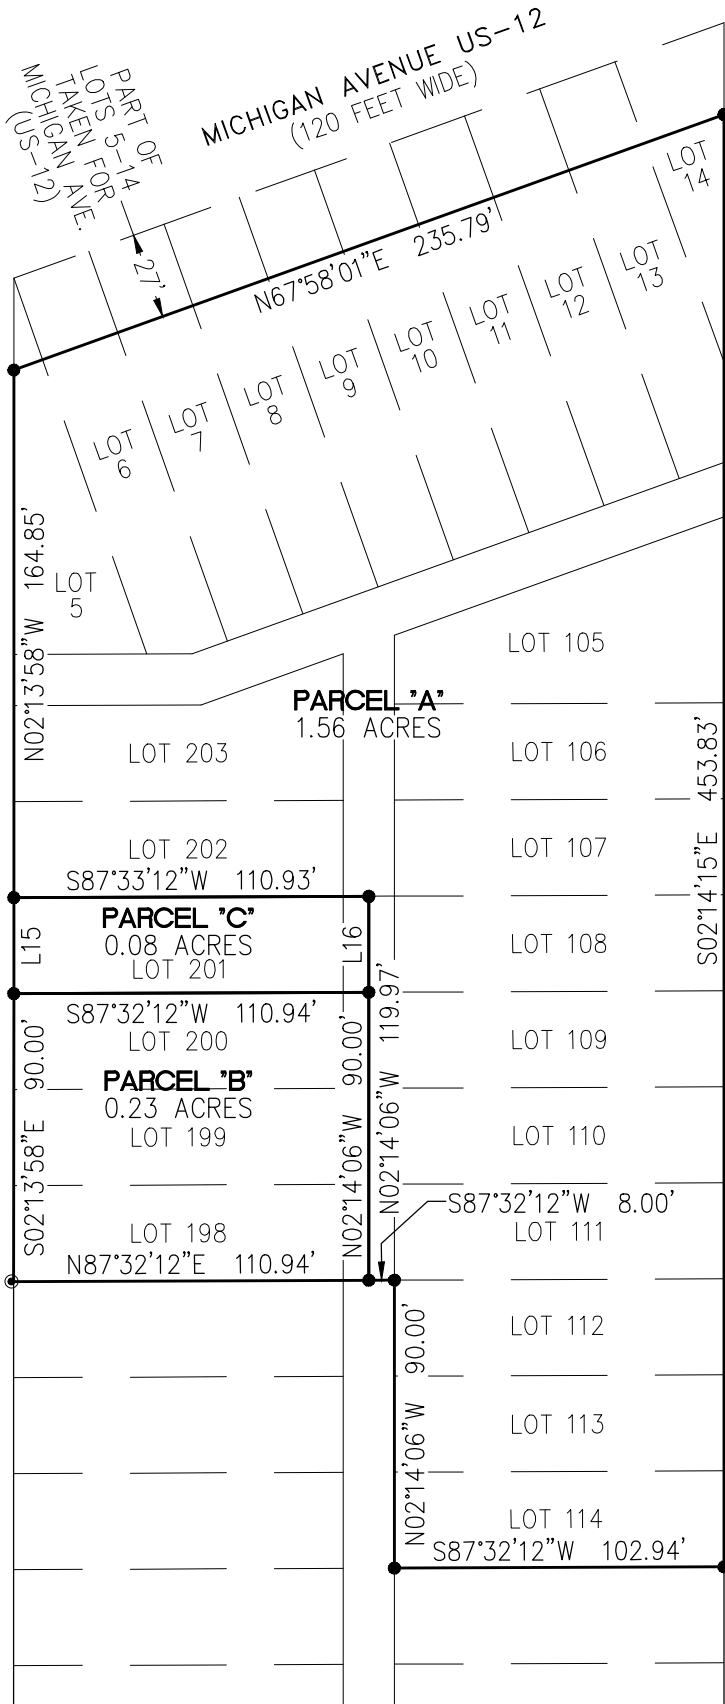 MICHIGAN AVENUE US-12
(120 FEET WIDE)
PART OF
LOTS 5-14
TAKEN FOR
MICHIGAN AVE.
(US-12)
27'
N67°58'01"E 235.79'
LOT
14
LOT
13
LOT
12
LOT
11
LOT
10
LOT
9
LOT
8
LOT
7
LOT
6
LOT
5
N02°13'58"W 164.85'
LOT 105
PARCEL "A"
1.56 ACRES
LOT 203
LOT 106
S02°14'15"E 453.83'
LOT 202
LOT 107
S87°33'12"W 110.93'
PARCEL "C"
0.08 ACRES
LOT 201
L15
L16
LOT 108
S87°32'12"W 110.94'
LOT 200
LOT 109
PARCEL "B"
0.23 ACRES
LOT 199
S02°13'58"E 90.00'
N02°14'06"W 90.00'
N02°14'06"W 119.97'
LOT 110
S87°32'12"W 8.00'
LOT 198
LOT 111
N87°32'12"E 110.94'
LOT 112
N02°14'06"W 90.00'
LOT 113
LOT 114
S87°32'12"W 102.94'